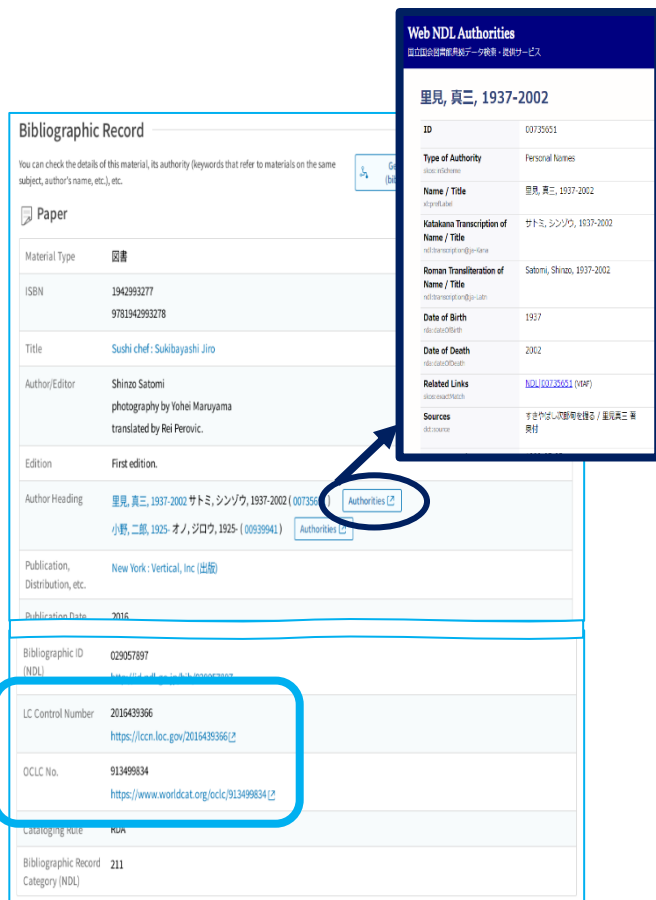 Web NDL Authorities
国立国会図書館典拠データ検索・提供サービス
里見, 真三, 1937-2002
ID 00735651
Type of Authority Personal Names
skos:inScheme
Name / Title 里見, 真三, 1937-2002
xl:prefLabel
Katakana Transcription of サトミ, シンゾウ, 1937-2002
Name / Title
ndl:transcription@ja-Kana
Roman Transliteration of Satomi, Shinzo, 1937-2002
Name / Title
ndl:transcription@ja-Latn
Date of Birth 1937
rda:dateOfBirth
Date of Death 2002
rda:dateOfDeath
Related Links NDL|00735651 (VIAF)
skos:exactMatch
Sources すきやばし次郎旬を握る / 里見真三 著
dct:source 奥付
Bibliographic Record
You can check the details of this material, its authority (keywords that refer to materials on the same
subject, author's name, etc.), etc.
Ge
(bib
Paper
Material Type 図書
ISBN 1942993277
9781942993278
Title Sushi chef : Sukibayashi Jiro
Author/Editor Shinzo Satomi
photography by Yohei Maruyama
translated by Rei Perovic.
Edition First edition.
Author Heading 里見, 真三, 1937-2002 サトミ, シンゾウ, 1937-2002 ( 0073565 ) Authorities
小野, 二郎, 1925- オノ, ジロウ, 1925- ( 00939941 ) Authorities
Publication, New York : Vertical, Inc (出版)
Distribution, etc.
Publication Date 2016
Bibliographic ID 029057897
(NDL)
LC Control Number 2016439366
https://lccn.loc.gov/2016439366
OCLC No. 913499834
https://www.worldcat.org/oclc/913499834
Cataloging Rule RDA
Bibliographic Record 211
Category (NDL)